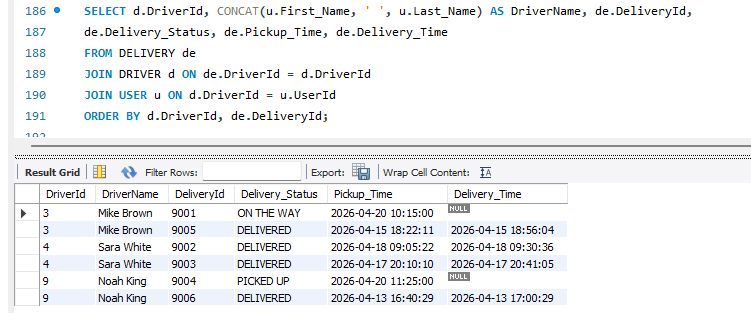 186 SELECT d.DriverId, CONCAT(u.First_Name, ' ', u.Last_Name) AS DriverName, de.DeliveryId,
187 de.Delivery_Status, de.Pickup_Time, de.Delivery_Time
188 FROM DELIVERY de
189 JOIN DRIVER d ON de.DriverId = d.DriverId
190 JOIN USER u ON d.DriverId = u.UserId
191 ORDER BY d.DriverId, de.DeliveryId;
192
Result Grid Filter Rows: Export: Wrap Cell Content:
DriverId DriverName DeliveryId Delivery_Status Pickup_Time Delivery_Time
3 Mike Brown 9001 ON THE WAY 2026-04-20 10:15:00 NULL
3 Mike Brown 9005 DELIVERED 2026-04-15 18:22:11 2026-04-15 18:56:04
4 Sara White 9002 DELIVERED 2026-04-18 09:05:22 2026-04-18 09:30:36
4 Sara White 9003 DELIVERED 2026-04-17 20:10:10 2026-04-17 20:41:05
9 Noah King 9004 PICKED UP 2026-04-20 11:25:00 NULL
9 Noah King 9006 DELIVERED 2026-04-13 16:40:29 2026-04-13 17:00:29